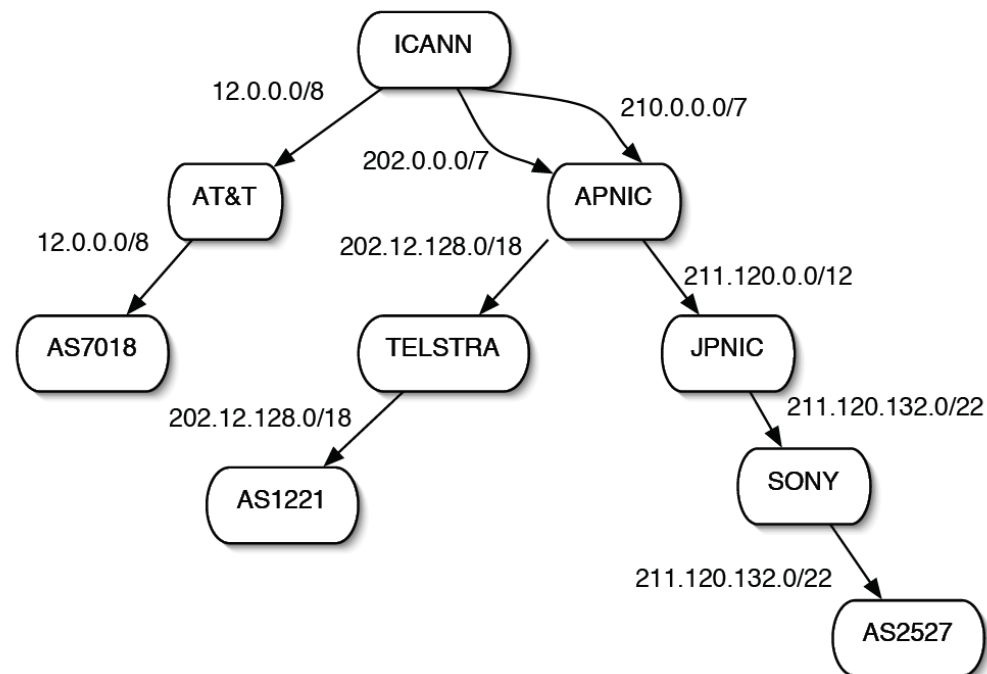 ICANN
12.0.0.0/8
210.0.0.0/7
202.0.0.0/7
AT&T
APNIC
12.0.0.0/8
202.12.128.0/18
211.120.0.0/12
AS7018
TELSTRA
JPNIC
202.12.128.0/18
211.120.132.0/22
AS1221
SONY
211.120.132.0/22
AS2527